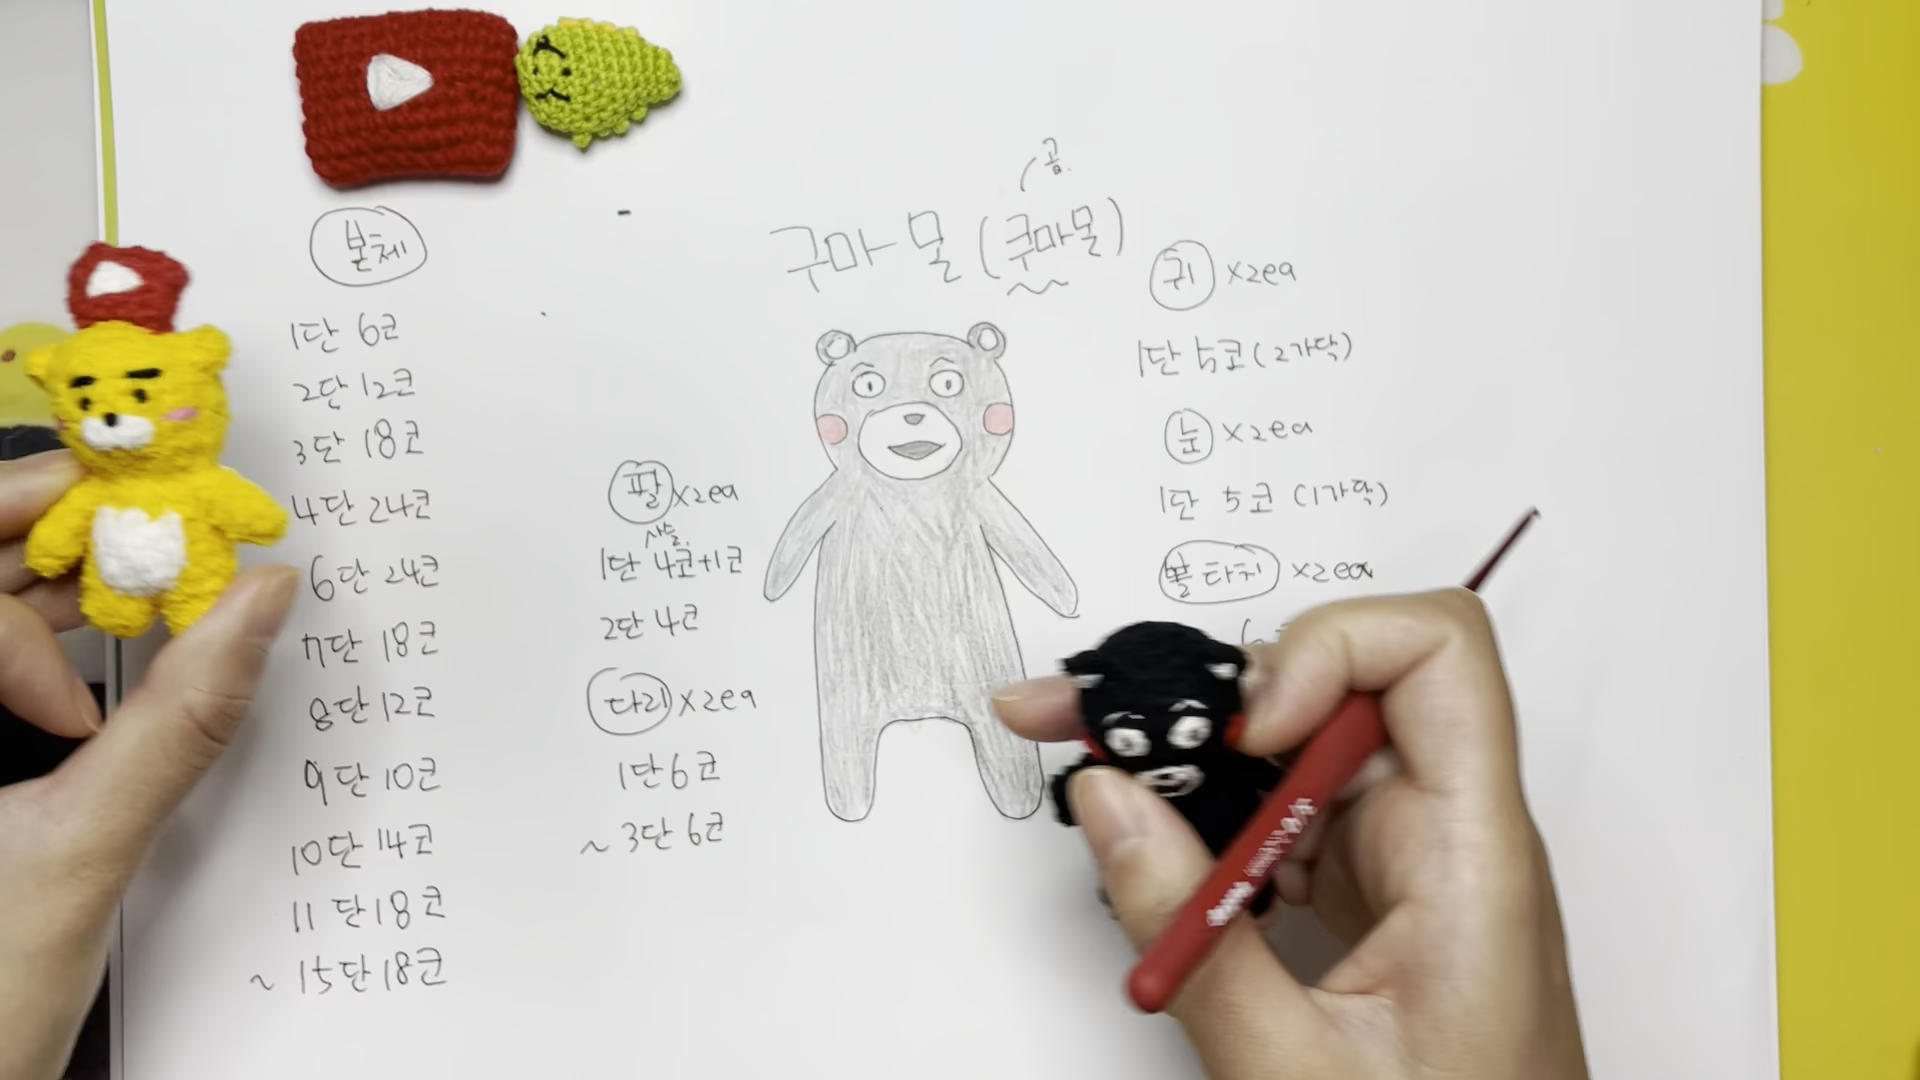 곰.
구마몰 (쿠마몰)
본체
1단 6코
2단 12코
3단 18코
4단 24코
6단 24코
7단 18코
8단 12코
9단 10코
10단 14코
11단 18코
~ 15단 18코
팔 x2ea
사슬.
1단 4코+1코
2단 4코
다리 x2ea
1단 6코
~ 3단 6코
귀 x2ea
1단 5코 (2가닥)
눈 x2ea
1단 5코 (1가닥)
볼터치 x2ea